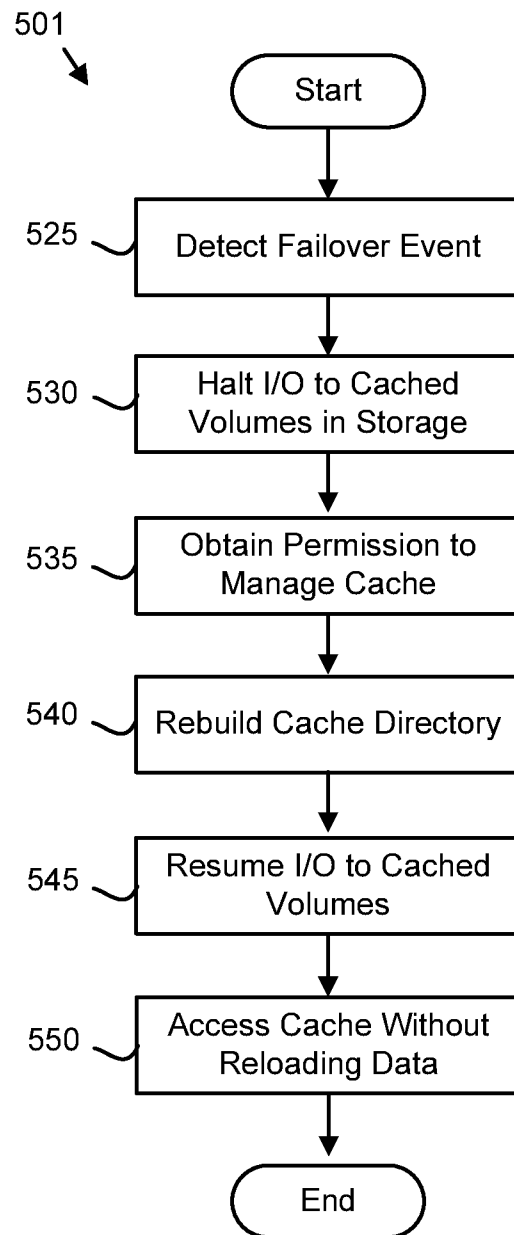 501
Start
525
Detect Failover Event
530
Halt I/O to Cached
Volumes in Storage
535
Obtain Permission to
Manage Cache
540
Rebuild Cache Directory
545
Resume I/O to Cached
Volumes
550
Access Cache Without
Reloading Data
End